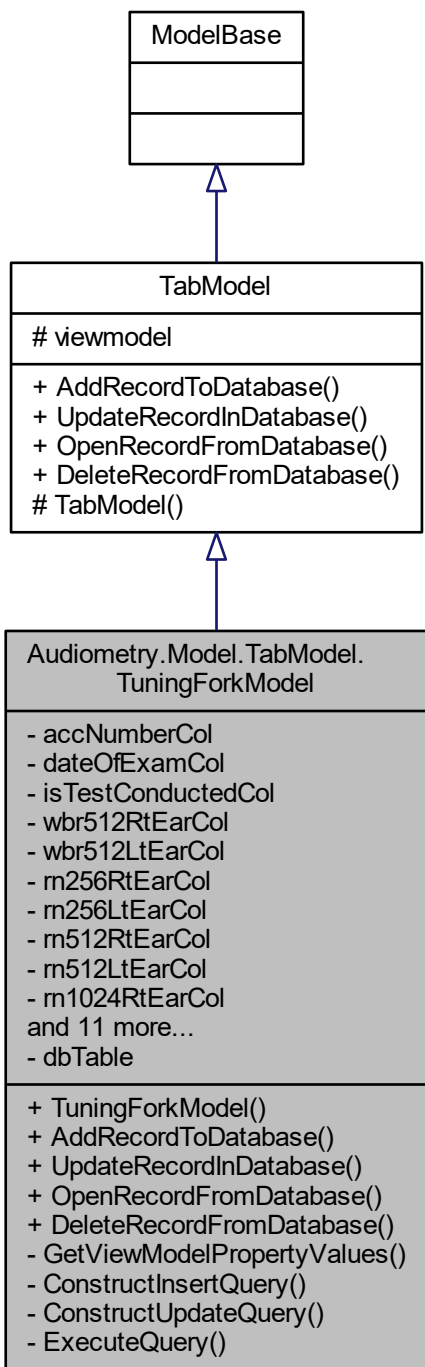 ModelBase
TabModel
# viewmodel
+ AddRecordToDatabase()
+ UpdateRecordInDatabase()
+ OpenRecordFromDatabase()
+ DeleteRecordFromDatabase()
# TabModel()
Audiometry.Model.TabModel.
TuningForkModel
- accNumberCol
- dateOfExamCol
- isTestConductedCol
- wbr512RtEarCol
- wbr512LtEarCol
- rn256RtEarCol
- rn256LtEarCol
- rn512RtEarCol
- rn512LtEarCol
- rn1024RtEarCol
and 11 more...
- dbTable
+ TuningForkModel()
+ AddRecordToDatabase()
+ UpdateRecordInDatabase()
+ OpenRecordFromDatabase()
+ DeleteRecordFromDatabase()
- GetViewModelPropertyValues()
- ConstructInsertQuery()
- ConstructUpdateQuery()
- ExecuteQuery()